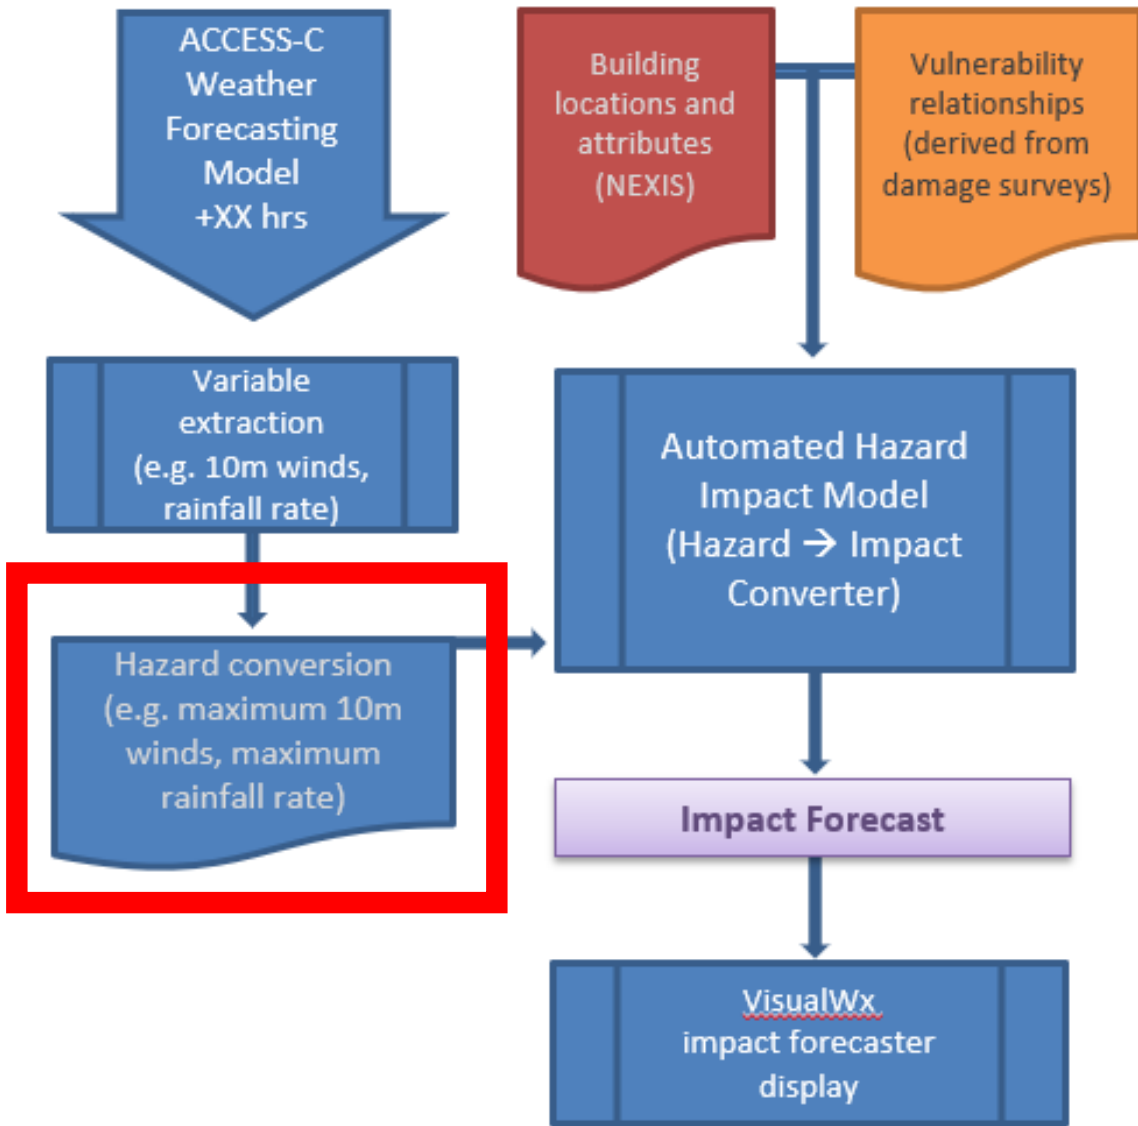 ACCESS-C
Weather
Forecasting
Model
+XX hrs
Building
locations and
attributes
(NEXIS)
Vulnerability
relationships
(derived from
damage surveys)
Variable
extraction
(e.g. 10m winds,
rainfall rate)
Automated Hazard
Impact Model
(Hazard → Impact
Converter)
Hazard conversion
(e.g. maximum 10m
winds, maximum
rainfall rate)
Impact Forecast
VisualWx
impact forecaster
display